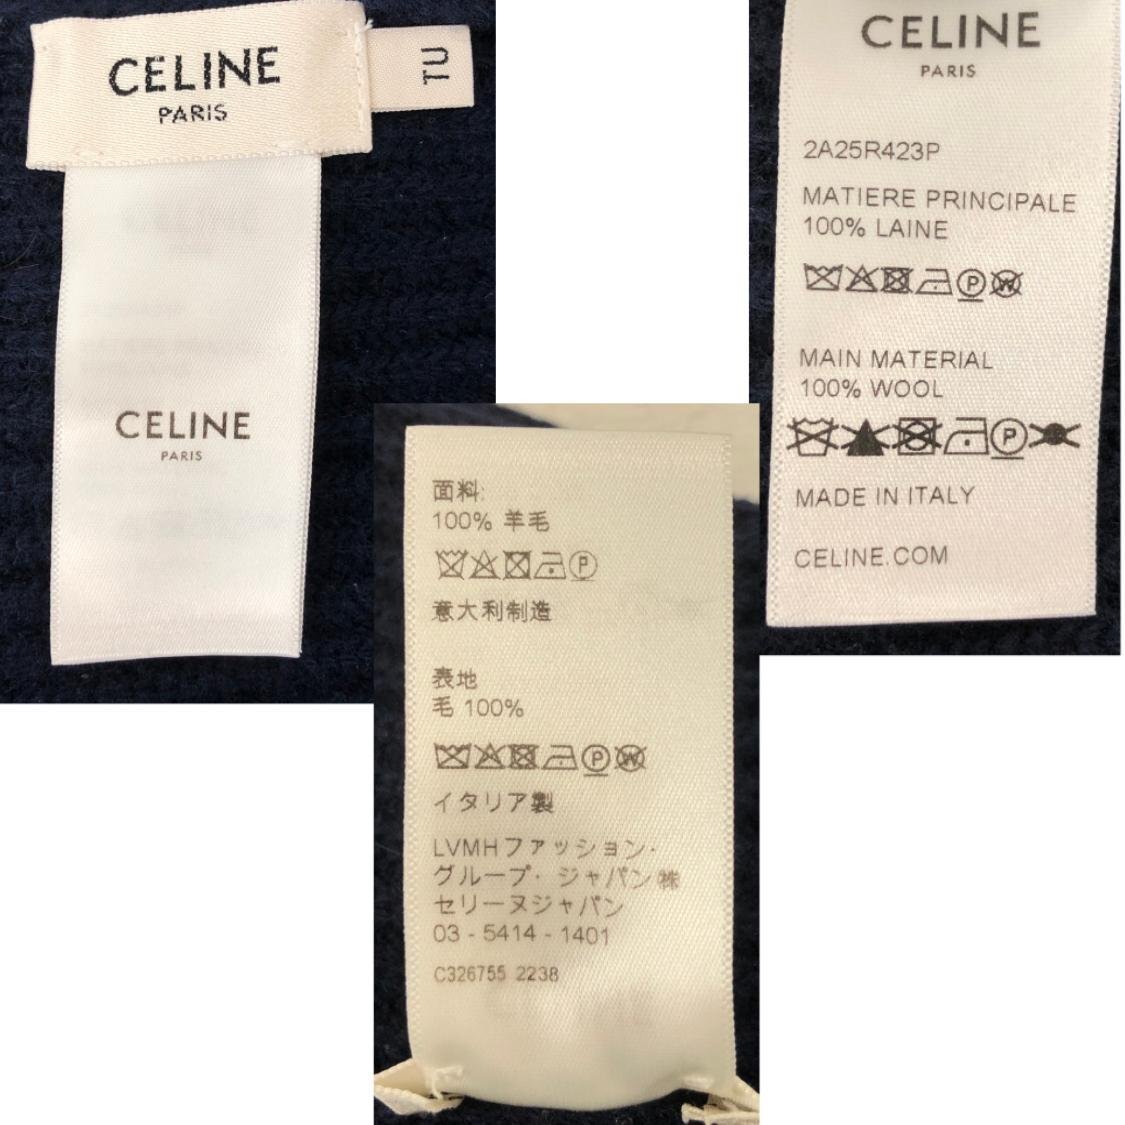 CELINE
PARIS
TU
CELINE
PARIS
面料:
100% 羊毛
P
意大利制造
表地
毛 100%
P W
イタリア製
LVMHファッション・
グループ・ジャパン㈱
セリーヌジャパン
03 - 5414 - 1401
C326755 2238
CELINE
PARIS
2A25R423P
MATIERE PRINCIPALE
100% LAINE
P W
MAIN MATERIAL
100% WOOL
P
MADE IN ITALY
CELINE.COM